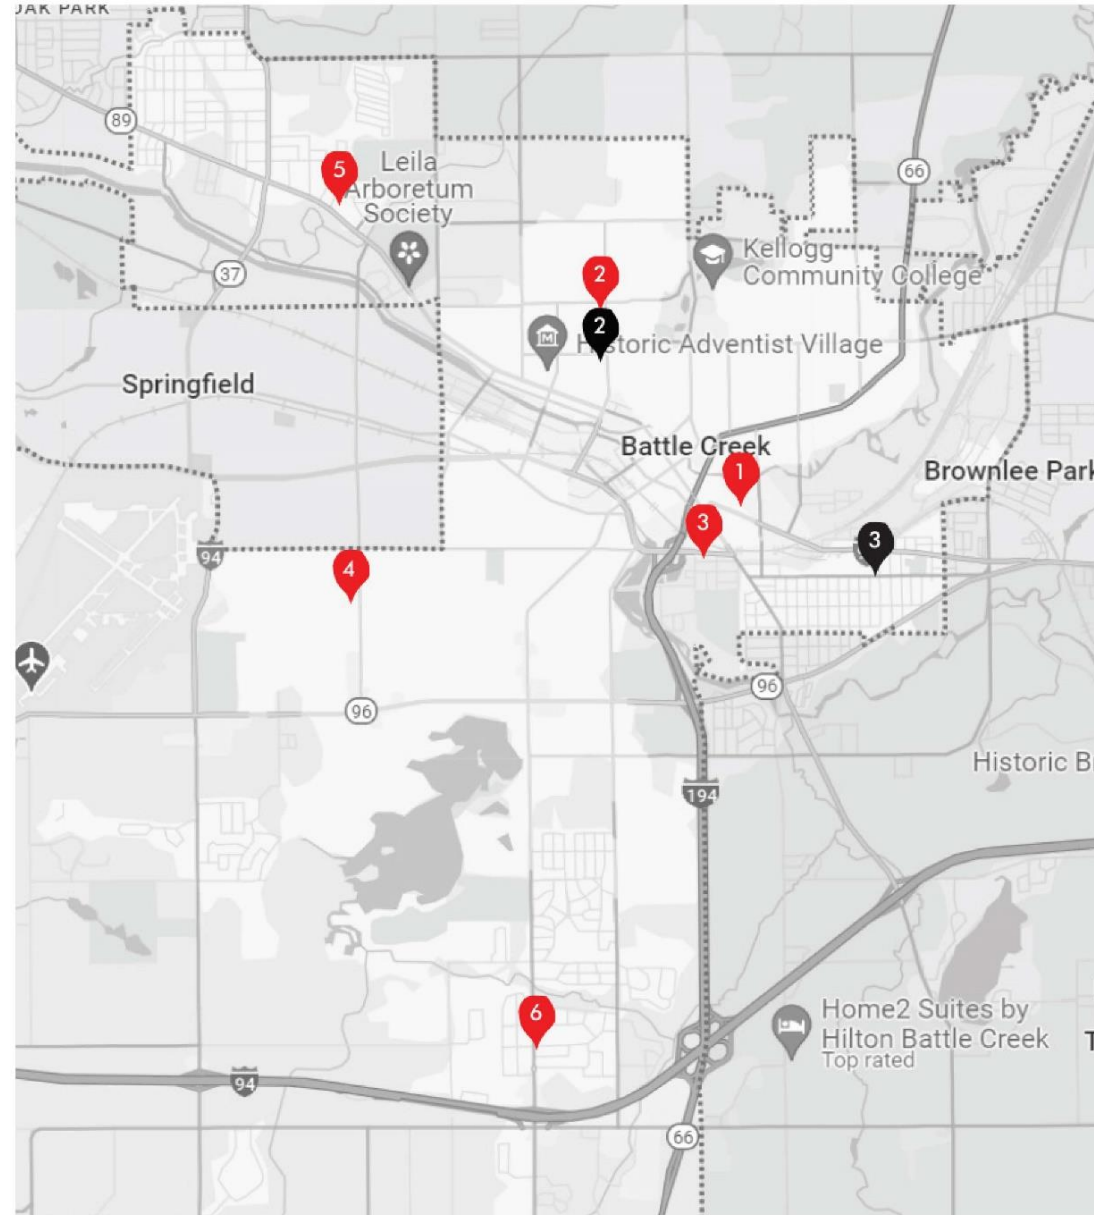 OAK PARK
89
66
5
Leila
Arboretum
Society
Kellogg
Community College
37
2
2
Historic Adventist Village
Springfield
Battle Creek
Brownlee Park
1
3
3
94
4
96
96
Historic B
194
6
Home2 Suites by
Hilton Battle Creek
Top rated
T
94
66